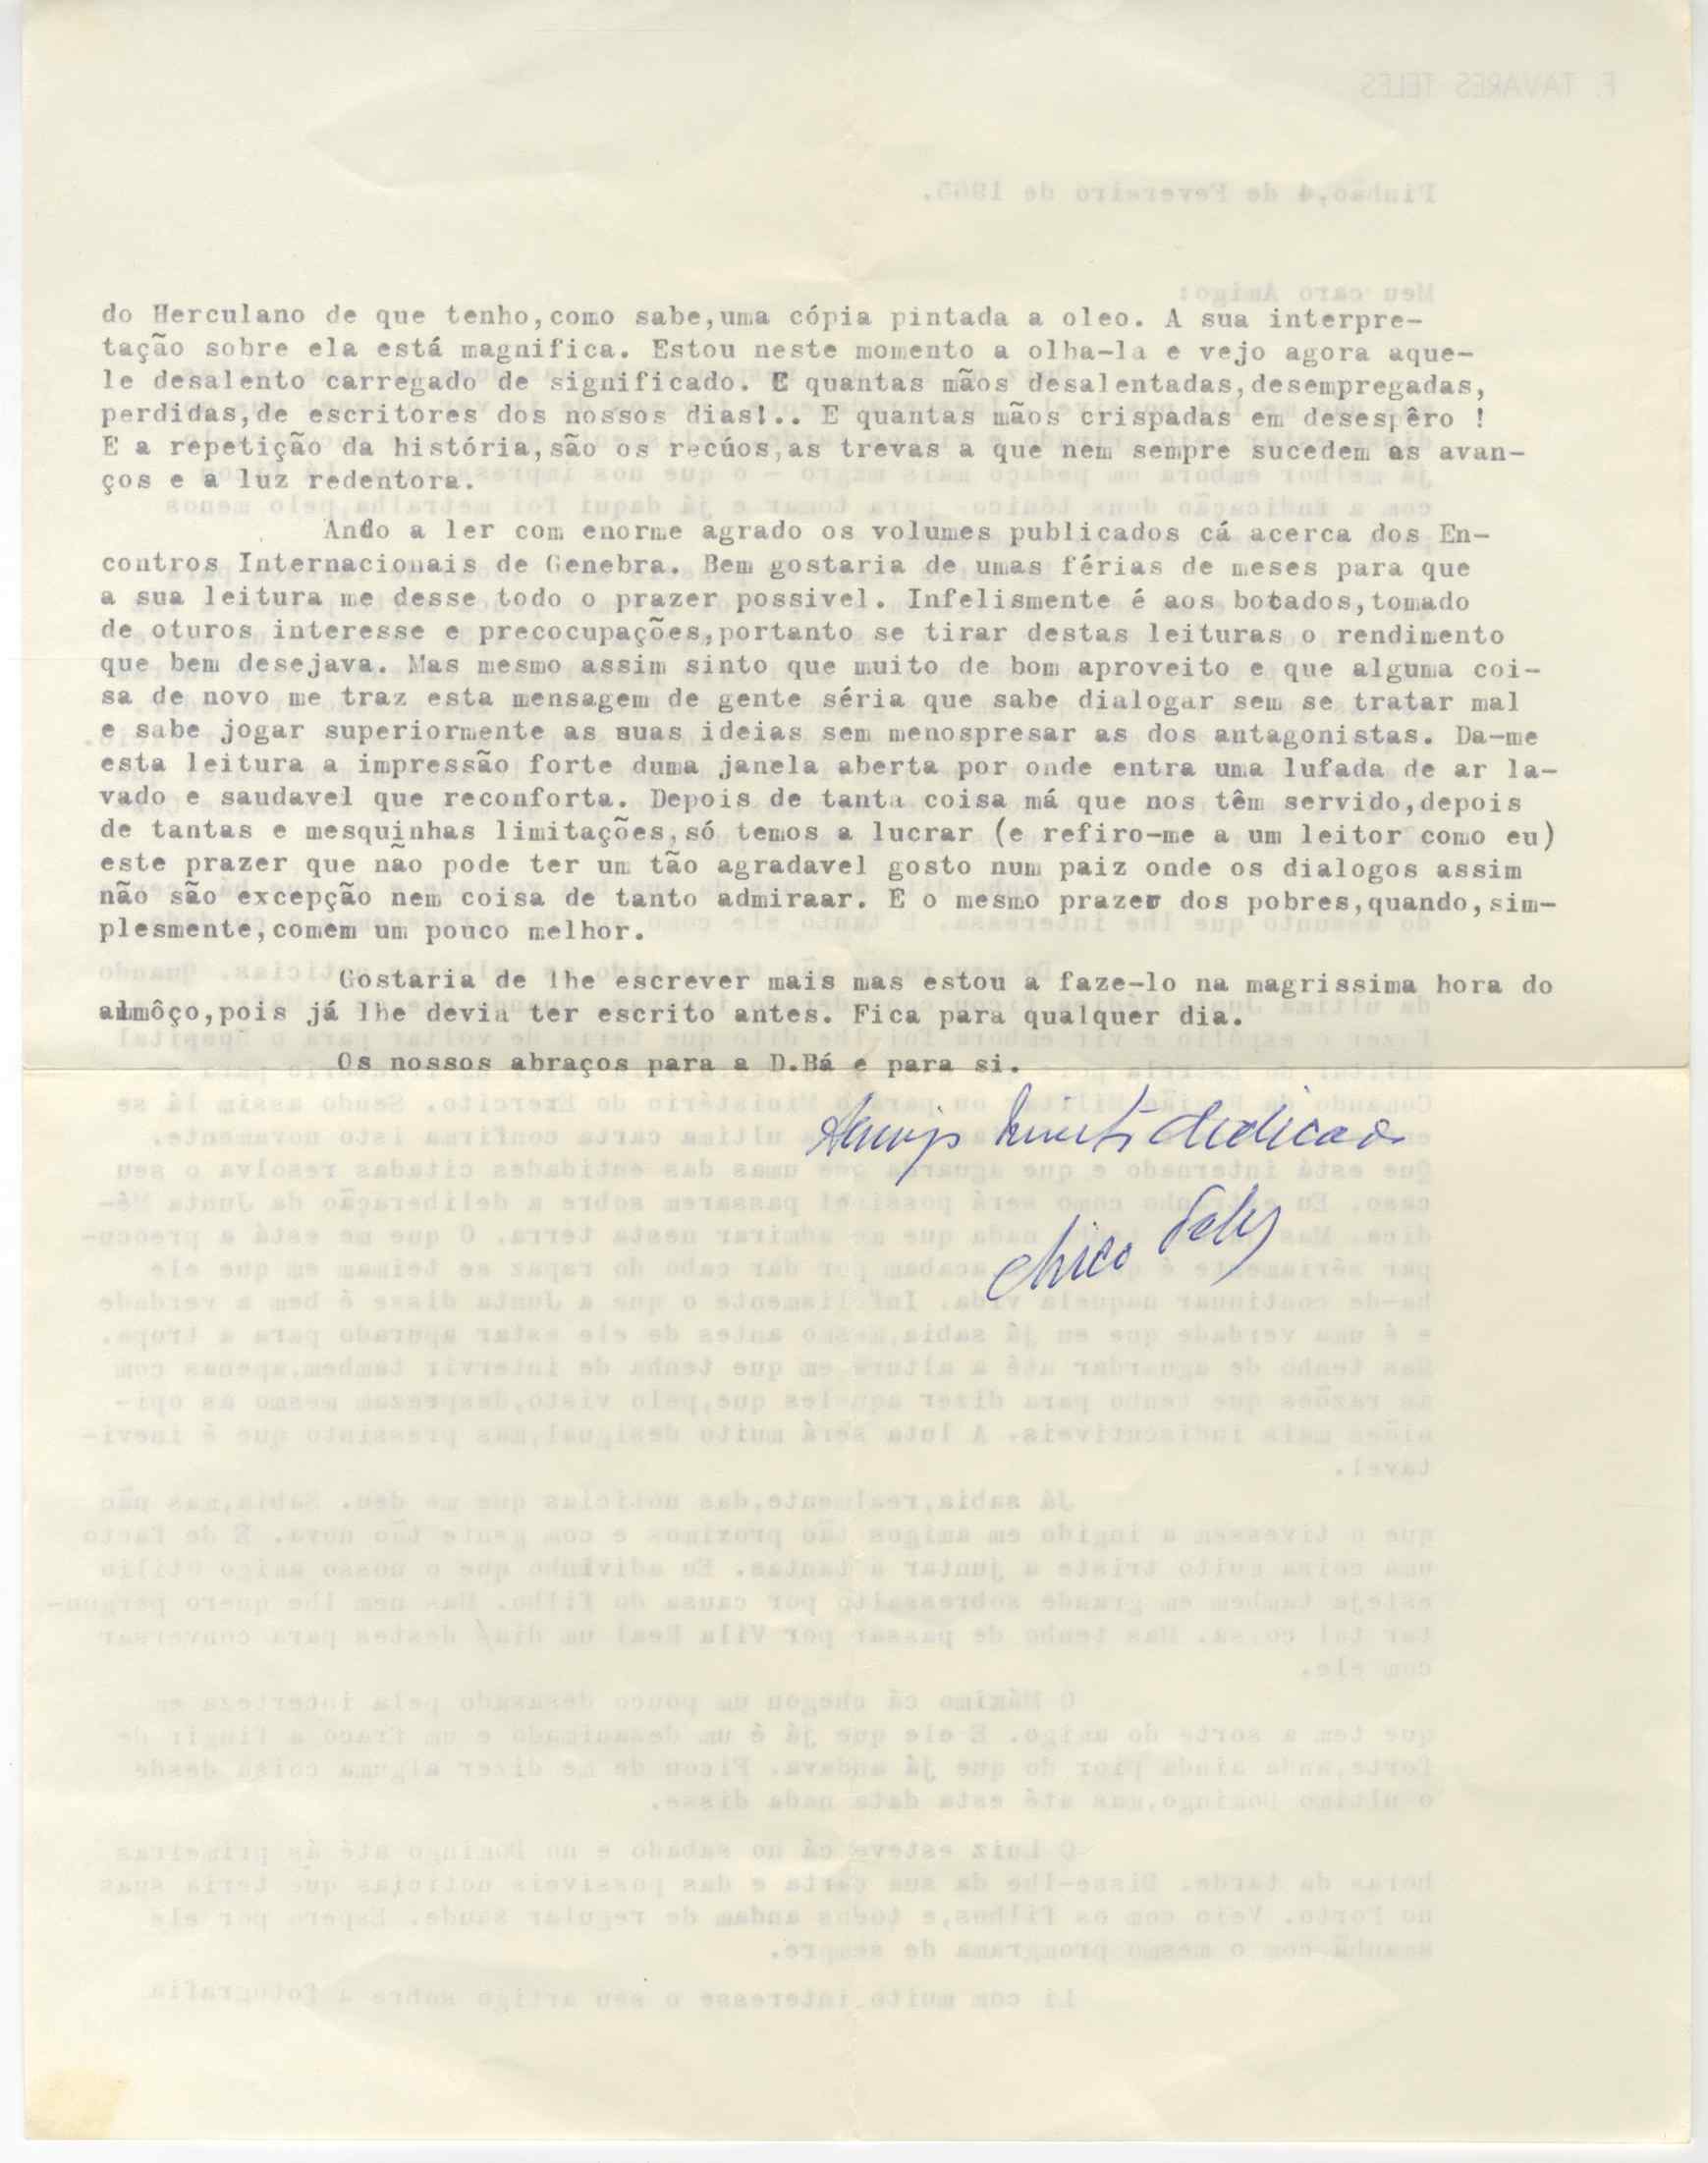 do Herculano de que tenho,como sabe,uma cópia pintada a oleo. A sua interpre-
tação sobre ela está magnifica. Estou neste momento a olha-la e vejo agora aque-
le desalento carregado de significado. E quantas mãos desalentadas,desempregadas,
perdidas,de escritores dos nossos dias!.. E quantas mãos crispadas em desespêro !
E a repetição da história,são os recúos,as trevas a que nem sempre sucedem as avan-
ços e a luz redentora.
Ando a ler com enorme agrado os volumes publicados cá acerca dos En-
contros Internacionais de Genebra. Bem gostaria de umas férias de meses para que
a sua leitura me desse todo o prazer possivel. Infelismente é aos botados,tomado
de oturos interesse e precocupações,portanto se tirar destas leituras o rendimento
que bem desejava. Mas mesmo assim sinto que muito de bom aproveito e que alguma coi-
sa de novo me traz esta mensagem de gente séria que sabe dialogar sem se tratar mal
e sabe jogar superiormente as suas ideias sem menospresar as dos antagonistas. Da-me
esta leitura a impressão forte duma janela aberta por onde entra uma lufada de ar la-
vado e saudavel que reconforta. Depois de tanta coisa má que nos têm servido,depois
de tantas e mesquinhas limitações,só temos a lucrar (e refiro-me a um leitor como eu)
este prazer que não pode ter um tão agradavel gosto num paiz onde os dialogos assim
não são excepção nem coisa de tanto admiraar. E o mesmo prazer dos pobres,quando,sim-
plesmente,comem um pouco melhor.
Gostaria de lhe escrever mais mas estou a faze-lo na magrissima hora do
almôço,pois já lhe devia ter escrito antes. Fica para qualquer dia.
Os nossos abraços para a D.Bá e para si.
Amigo muito dedicado
Chico Teles